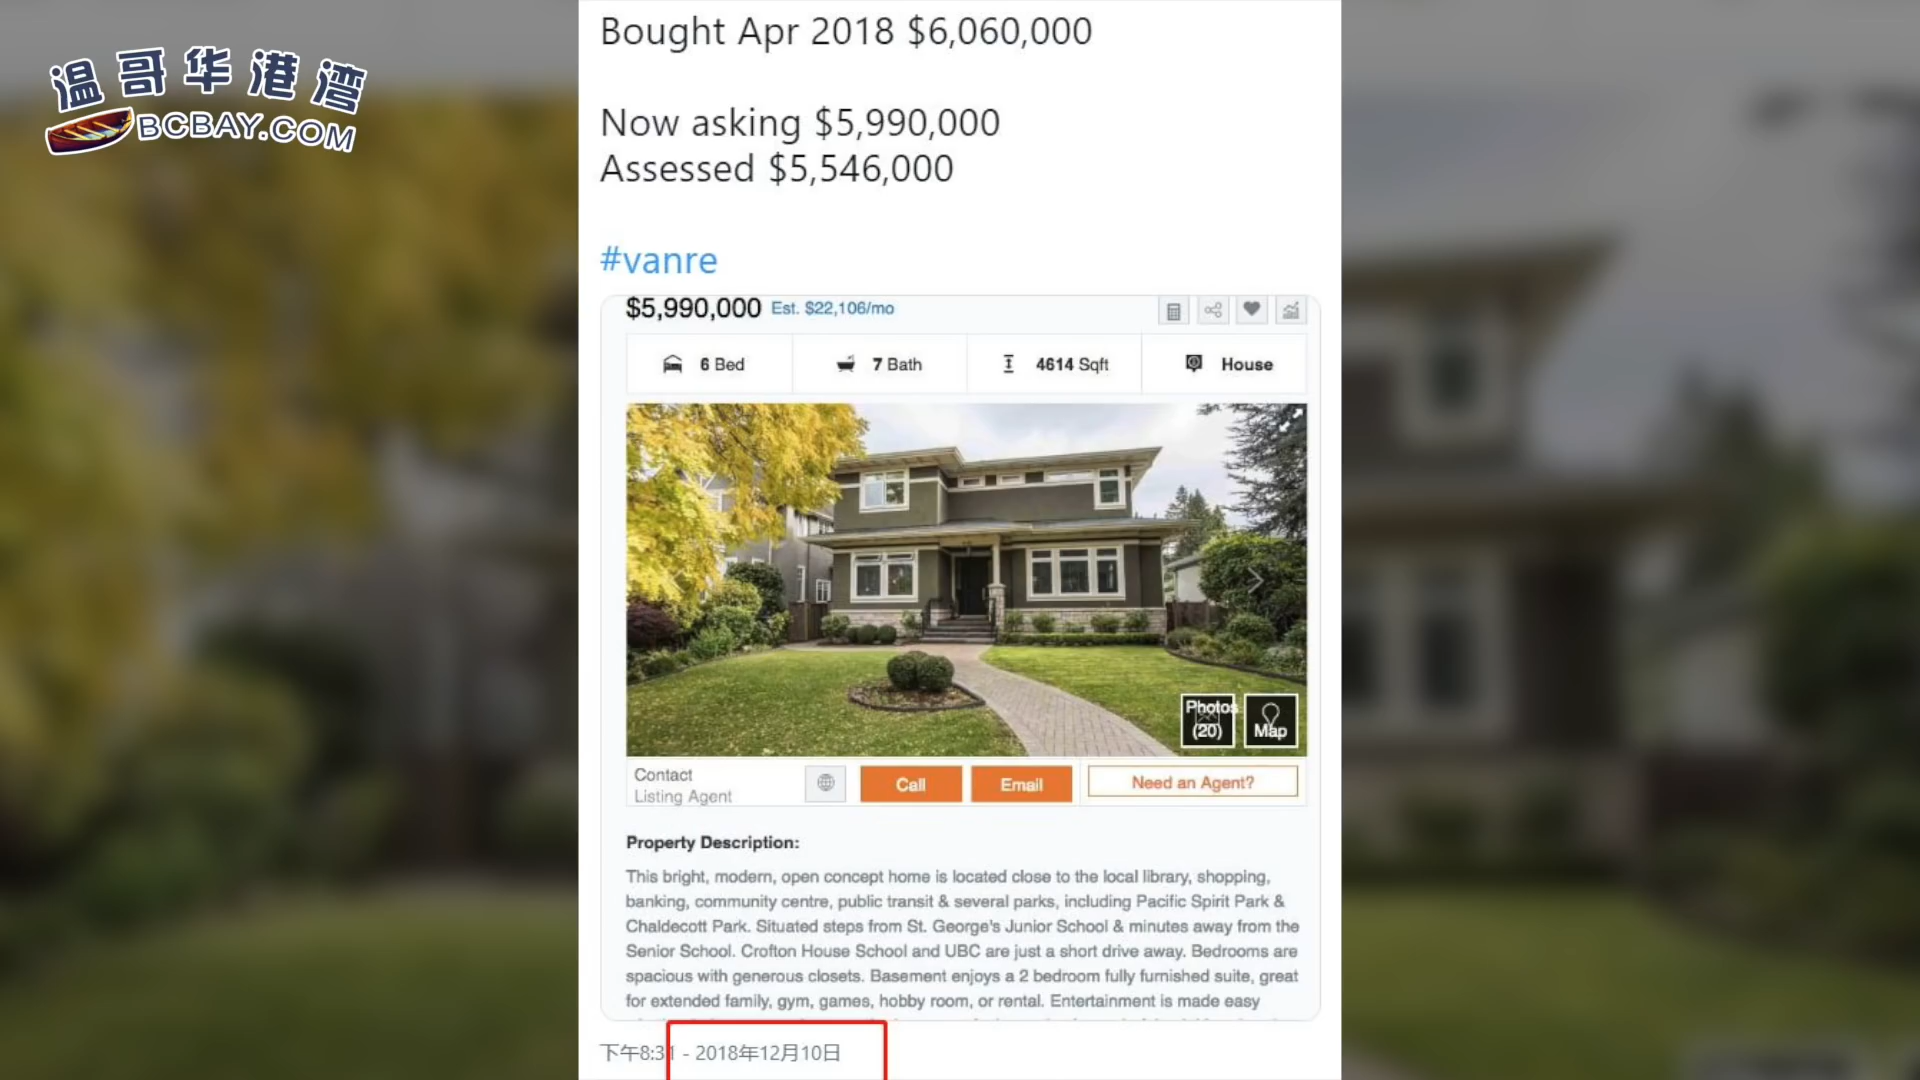 温哥华港湾
BCBAY.COM
Bought Apr 2018 $6,060,000
Now asking $5,990,000
Assessed $5,546,000
#vanre
$5,990,000 Est. $22,106/mo
6 Bed
7 Bath
4614 Sqft
House
Photos
(20)
Map
Contact
Listing Agent
Call
Email
Need an Agent?
Property Description:
This bright, modern, open concept home is located close to the local library, shopping,
banking, community centre, public transit & several parks, including Pacific Spirit Park &
Chaldecott Park. Situated steps from St. George's Junior School & minutes away from the
Senior School. Crofton House School and UBC are just a short drive away. Bedrooms are
spacious with generous closets. Basement enjoys a 2 bedroom fully furnished suite, great
for extended family, gym, games, hobby room, or rental. Entertainment is made easy
下午8:31 - 2018年12月10日